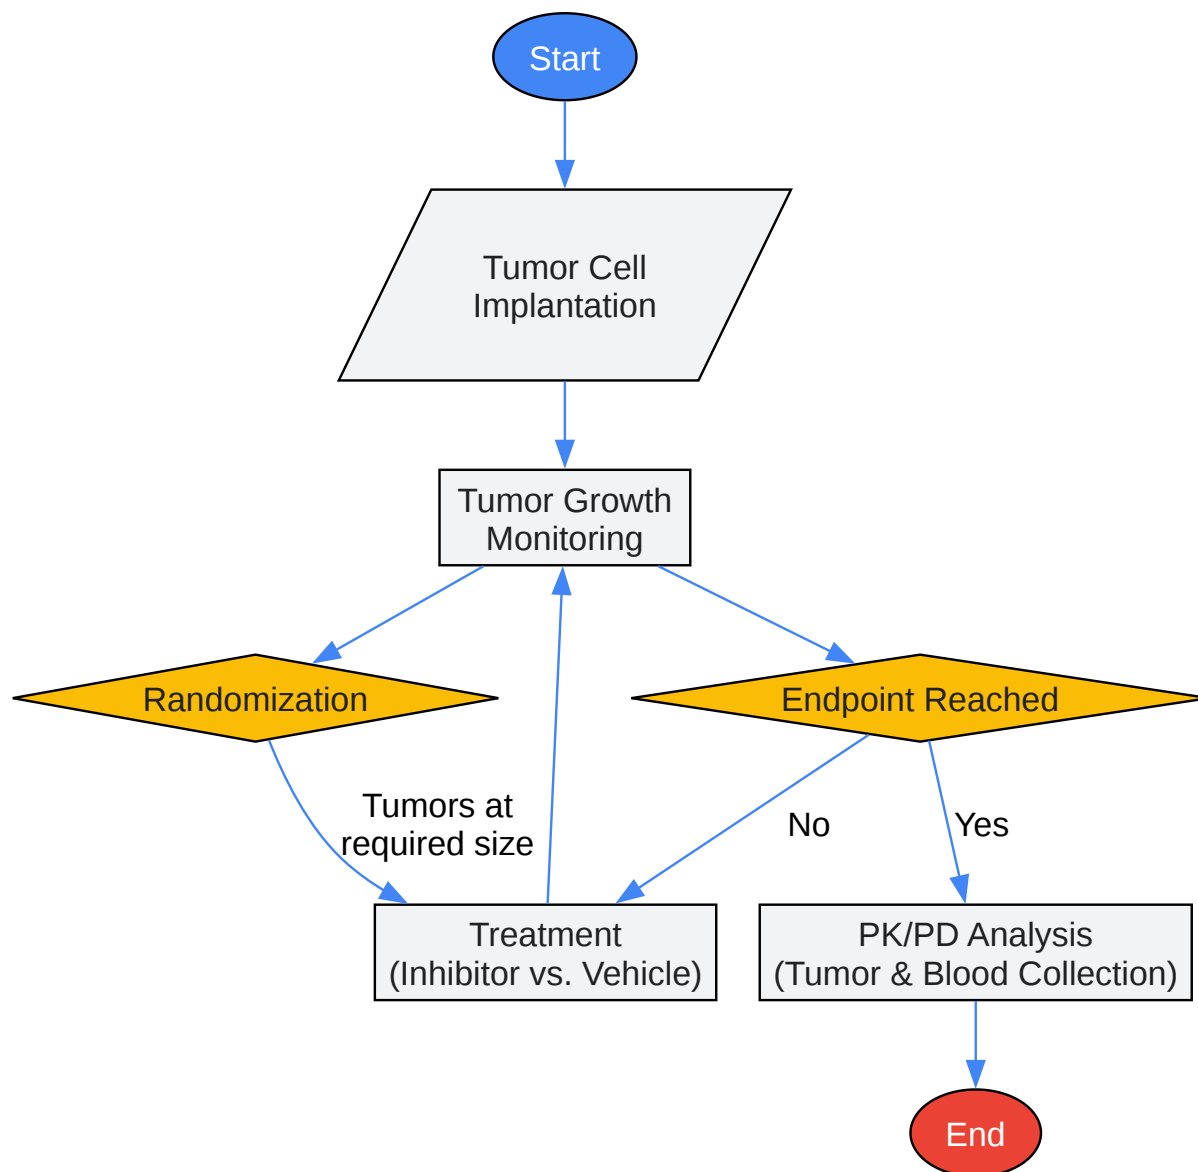 Start
Tumor Cell
Implantation
Tumor Growth
Monitoring
Randomization
Endpoint Reached
Tumors at
required size
No
Yes
Treatment
(Inhibitor vs. Vehicle)
PK/PD Analysis
(Tumor & Blood Collection)
End